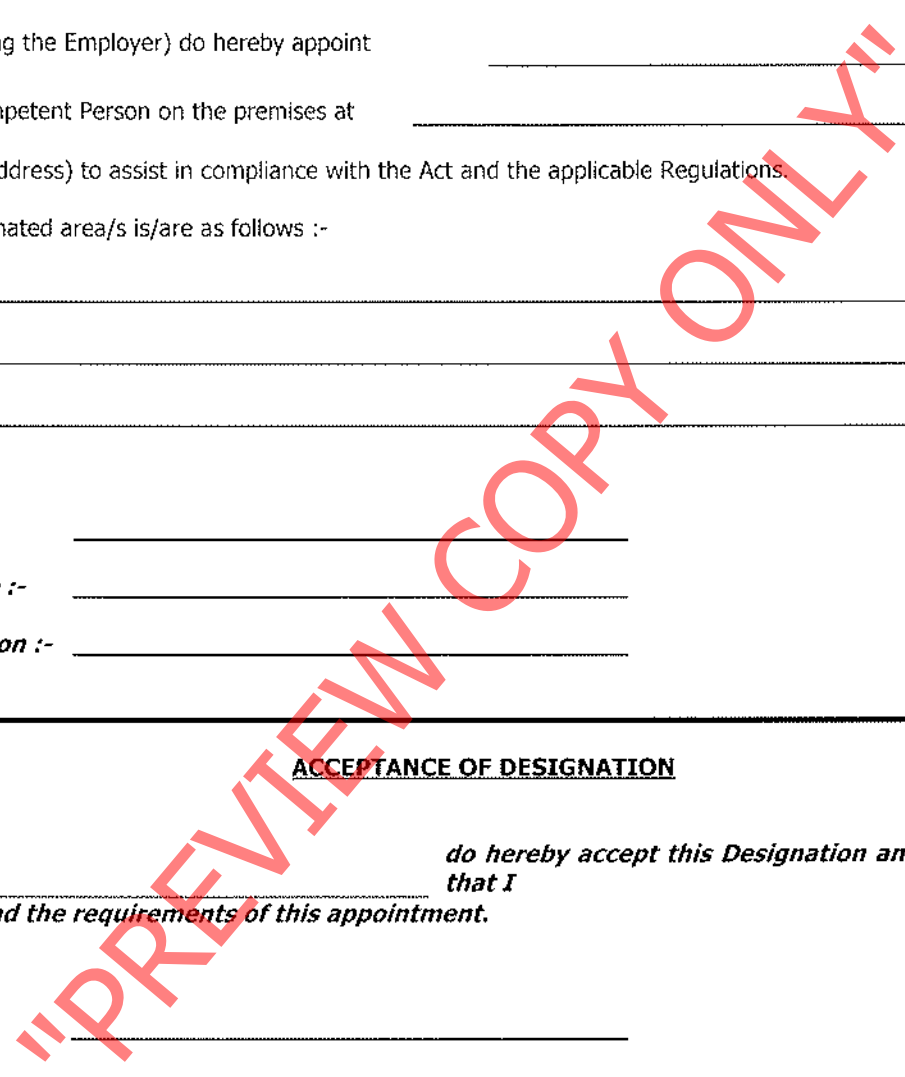 ng the Employer) do hereby appoint
npetent Person on the premises at
ddress) to assist in compliance with the Act and the applicable Regulations.
nated area/s is/are as follows :-
:-
on :-
ACCEPTANCE OF DESIGNATION
do hereby accept this Designation an
that I
nd the requirements of this appointment.
"PREVIEW COPY ONLY"